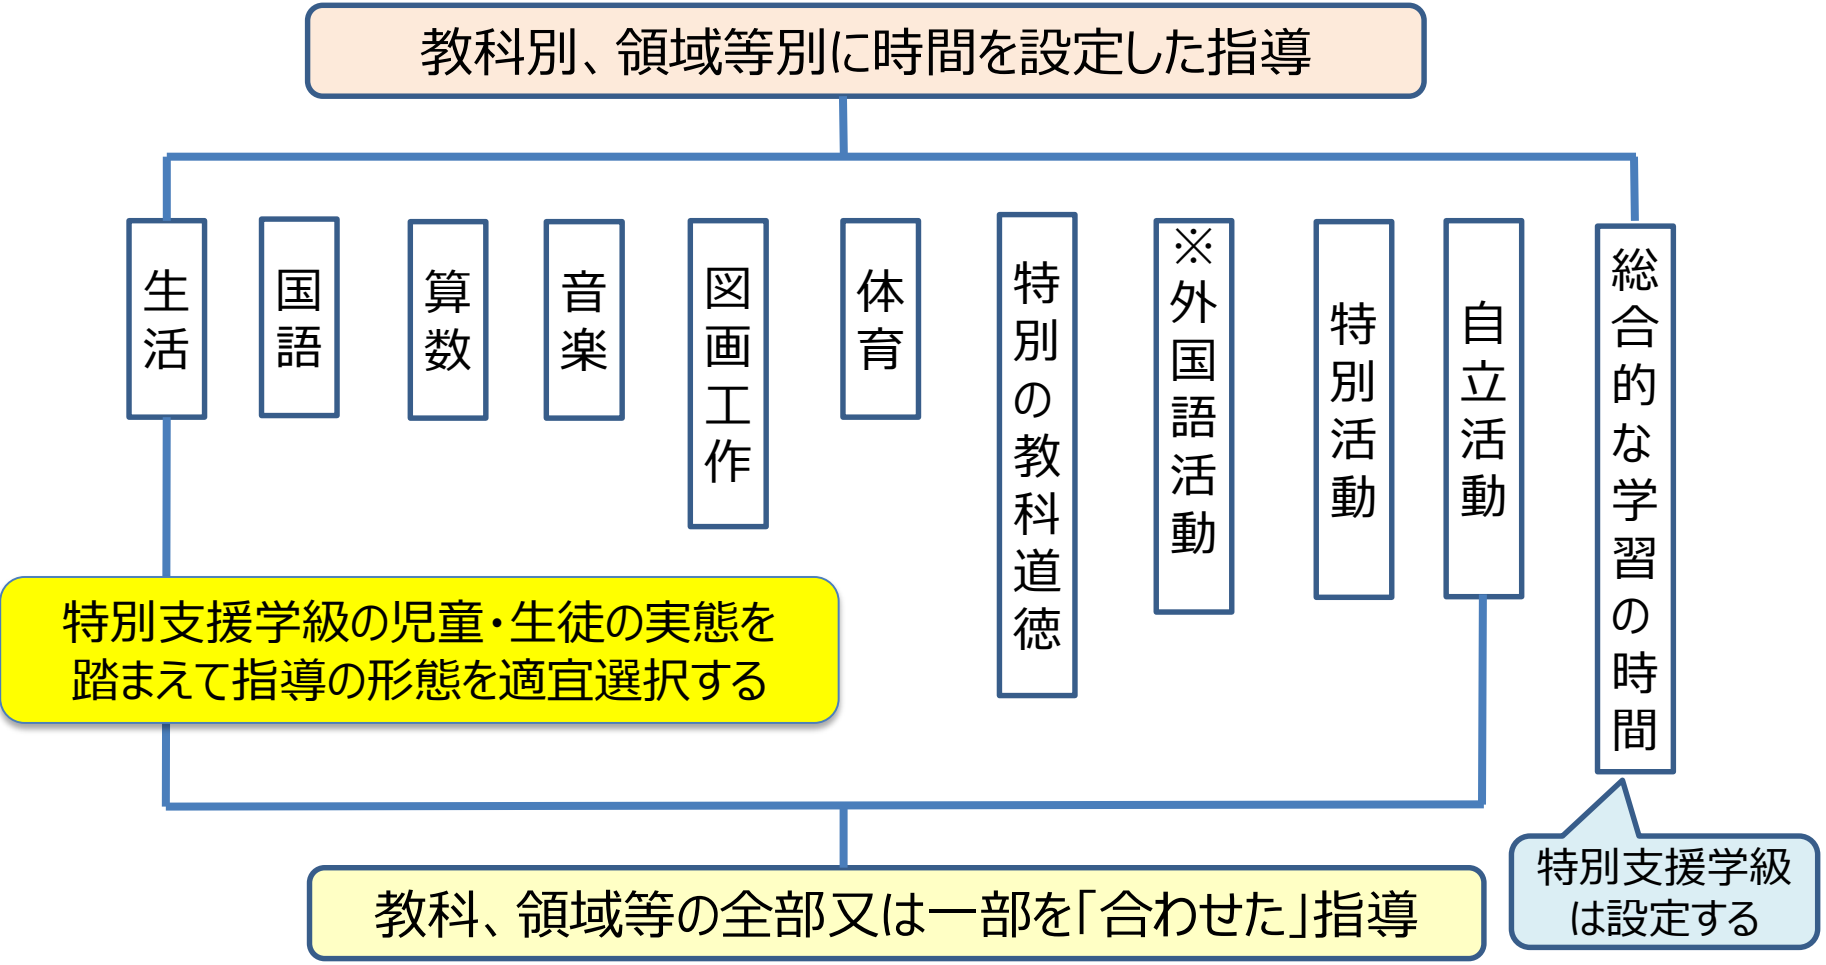 教科別、領域等別に時間を設定した指導
生活
国語
算数
音楽
図画工作
体育
特別の教科道徳
※外国語活動
特別活動
自立活動
総合的な学習の時間
特別支援学級の児童・生徒の実態を
踏まえて指導の形態を適宜選択する
教科、領域等の全部又は一部を「合わせた」指導
特別支援学級
は設定する